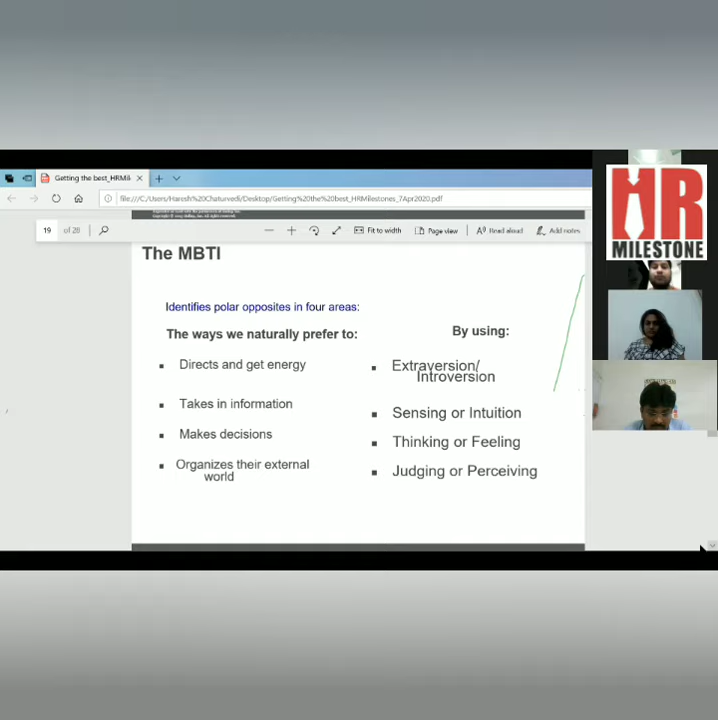 Getting the best_HRMil
file:///C:/Users/Haresh%20Chaturvedi/Desktop/Getting%20the%20best_HRMilestones_7Apr2020.pdf
19 of 28
Fit to width
Page view
Read aloud
Add notes
HR
MILESTONE
The MBTI
Identifies polar opposites in four areas:
The ways we naturally prefer to:
By using:
Directs and get energy
Extraversion/
Introversion
Takes in information
Sensing or Intuition
Makes decisions
Thinking or Feeling
Organizes their external
world
Judging or Perceiving